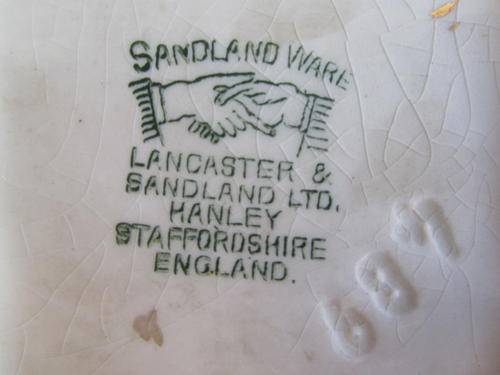 SANDLAND WARE
LANCASTER &
SANDLAND LTD.
HANLEY
STAFFORDSHIRE
ENGLAND.